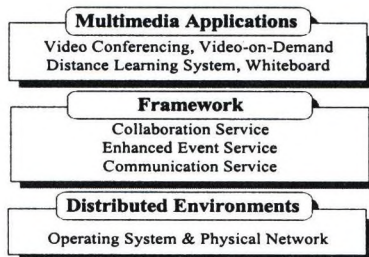 Multimedia Applications
Video Conferencing, Video-on-Demand
Distance Learning System, Whiteboard
Framework
Collaboration Service
Enhanced Event Service
Communication Service
Distributed Environments
Operating System & Physical Network